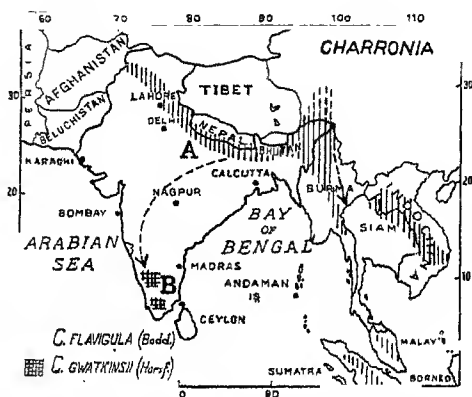 60 70 80 90 100 110
CHARRONIA
PERSIA
AFGHANISTAN
BELUCHISTAN
TIBET
LAHORE
DELHI
NEPAL
BHUTAN
A
KARACHI
CALCUTTA
BURMA
30
30
20
20
NAGPUR
BOMBAY
BAY
OF
BENGAL
SIAM
ARABIAN
SEA
MADRAS
ANDAMAN
IS
10
B
CEYLON
MALAY
SUMATRA
BORNEO
C. FLAVIGULA (Bodd.)
C. GWATKINSII (Horsf.)
80 90 100